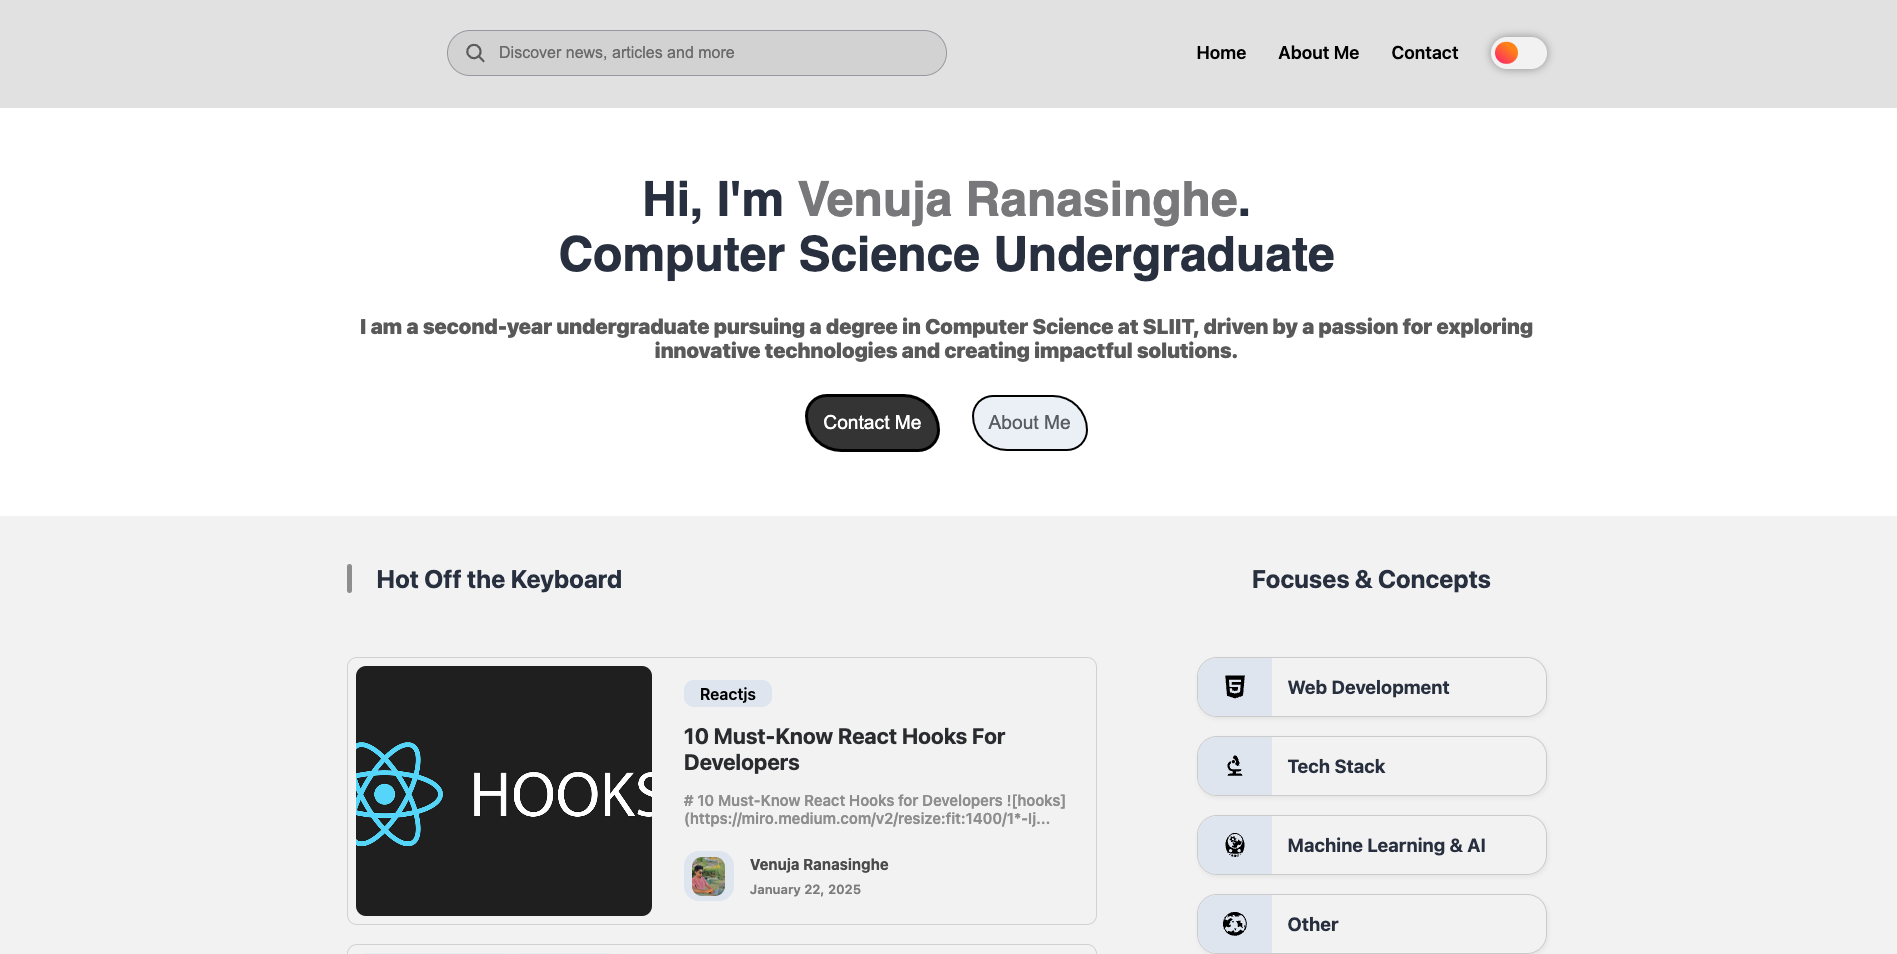 Discover news, articles and more
Home
About Me
Contact
Hi, I'm Venuja Ranasinghe.
Computer Science Undergraduate
I am a second-year undergraduate pursuing a degree in Computer Science at SLIIT, driven by a passion for exploring
innovative technologies and creating impactful solutions.
Contact Me
About Me
Hot Off the Keyboard
HOOKS
Reactjs
10 Must-Know React Hooks For
Developers
# 10 Must-Know React Hooks for Developers ![hooks]
(https://miro.medium.com/v2/resize:fit:1400/1*-lj...
Venuja Ranasinghe
January 22, 2025
Focuses & Concepts
Web Development
Tech Stack
Machine Learning & AI
Other